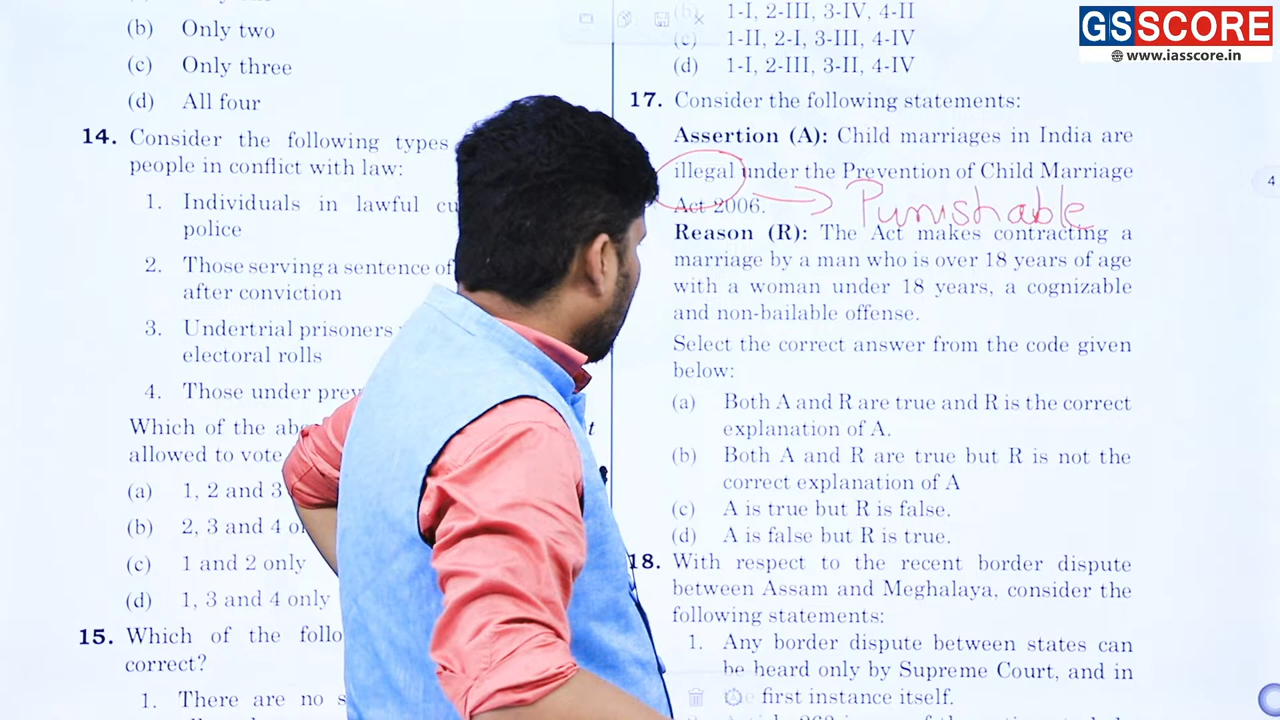 (b) Only two
(c) Only three
(d) All four
14. Consider the following types
people in conflict with law:
1. Individuals in lawful
police
2. Those serving a sentence of
after conviction
3. Undertrial prisoners
electoral rolls
4. Those under
Which of the
allowed to vote
(a) 1, 2 and 3
(b) 2, 3 and 4
(c) 1 and 2 only
(d) 1, 3 and 4 only
15. Which of the
correct?
1. There are no
(b) 1-I, 2-III, 3-IV, 4-II
(c) 1-II, 2-I, 3-III, 4-IV
(d) 1-I, 2-III, 3-II, 4-IV
17. Consider the following statements:
Assertion (A): Child marriages in India are
illegal under the Prevention of Child Marriage
Act 2006.
Punishable
Reason (R): The Act makes contracting a
marriage by a man who is over 18 years of age
with a woman under 18 years, a cognizable
and non-bailable offense.
Select the correct answer from the code given
below:
(a) Both A and R are true and R is the correct
explanation of A.
(b) Both A and R are true but R is not the
correct explanation of A
(c) A is true but R is false.
(d) A is false but R is true.
18. With respect to the recent border dispute
between Assam and Meghalaya, consider the
following statements:
1. Any border dispute between states can
be heard only by Supreme Court, and in
first instance itself.
GSSCORE
www.iasscore.in
4